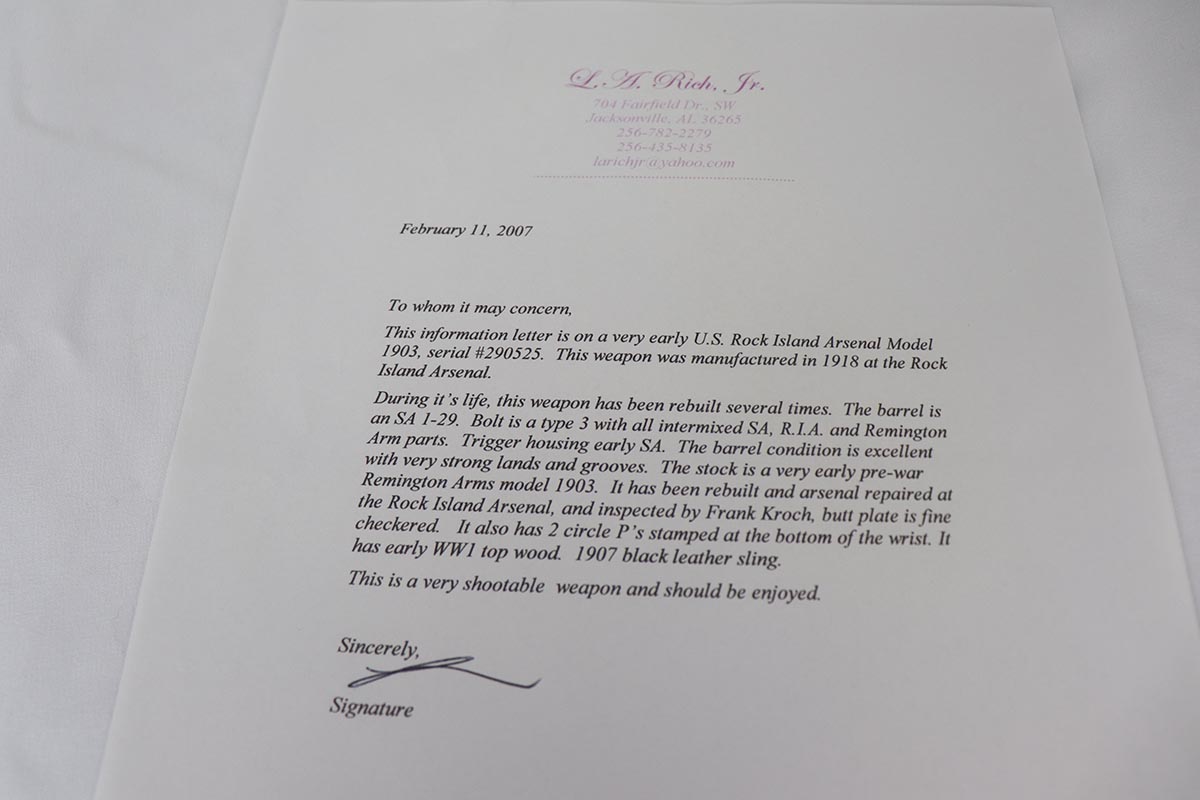 L. A. Rich, Jr.
704 Fairfield Dr., SW
Jacksonville, AL 36265
256-782-2279
256-435-8135
larichjr@yahoo.com
February 11, 2007
To whom it may concern,
This information letter is on a very early U.S. Rock Island Arsenal Model
1903, serial #290525. This weapon was manufactured in 1918 at the Rock
Island Arsenal.
During it's life, this weapon has been rebuilt several times. The barrel is
an SA 1-29. Bolt is a type 3 with all intermixed SA, R.I.A. and Remington
Arm parts. Trigger housing early SA. The barrel condition is excellent
with very strong lands and grooves. The stock is a very early pre-war
Remington Arms model 1903. It has been rebuilt and arsenal repaired at
the Rock Island Arsenal, and inspected by Frank Kroch, butt plate is fine
checkered. It also has 2 circle P's stamped at the bottom of the wrist. It
has early WW1 top wood. 1907 black leather sling.
This is a very shootable weapon and should be enjoyed.
Sincerely,
Signature